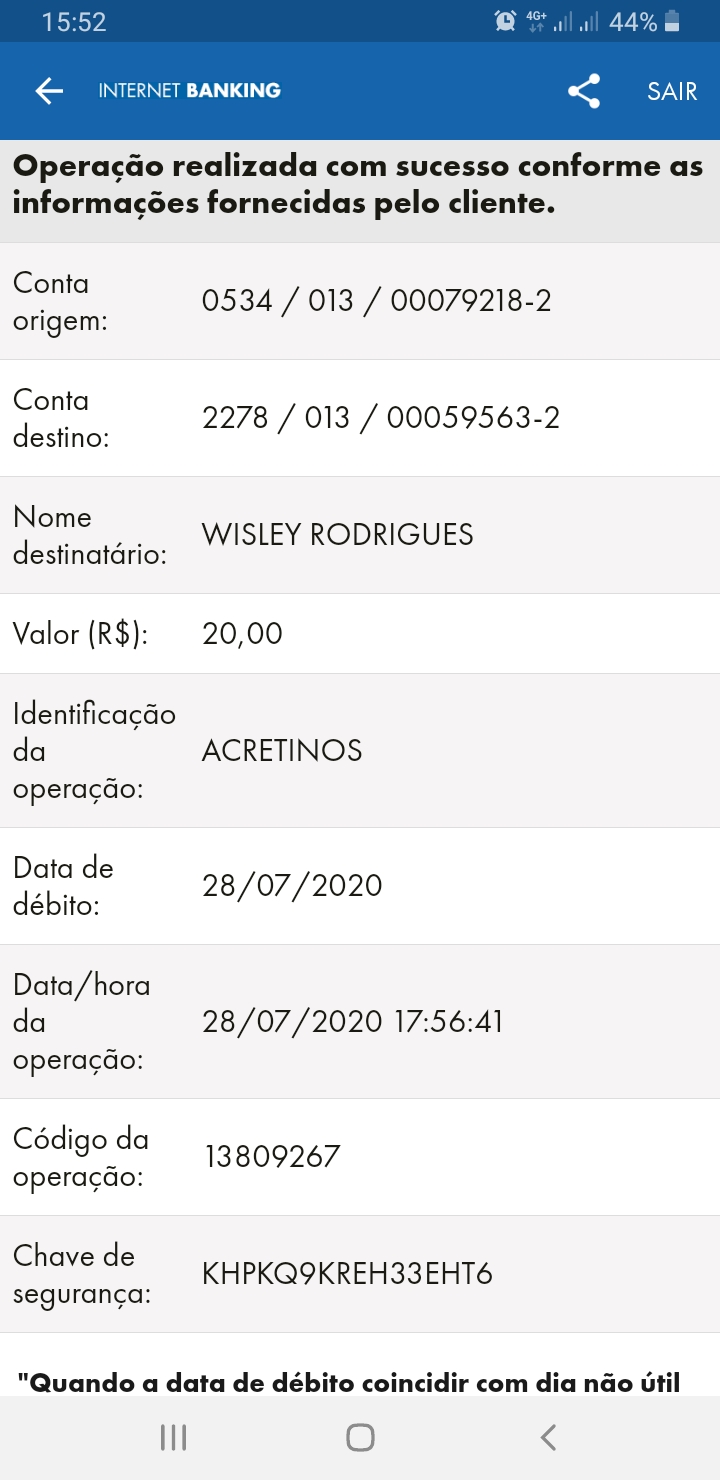 15:52 4G+ 44%
INTERNET BANKING SAIR
Operação realizada com sucesso conforme as
informações fornecidas pelo cliente.
Conta
origem:
0534 / 013 / 00079218-2
Conta
destino:
2278 / 013 / 00059563-2
Nome
destinatário:
WISLEY RODRIGUES
Valor (R$): 20,00
Identificação
da
operação:
ACRETINOS
Data de
débito:
28/07/2020
Data/hora
da
operação:
28/07/2020 17:56:41
Código da
operação:
13809267
Chave de
segurança:
KHPKQ9KREH33EHT6
"Quando a data de débito coincidir com dia não útil